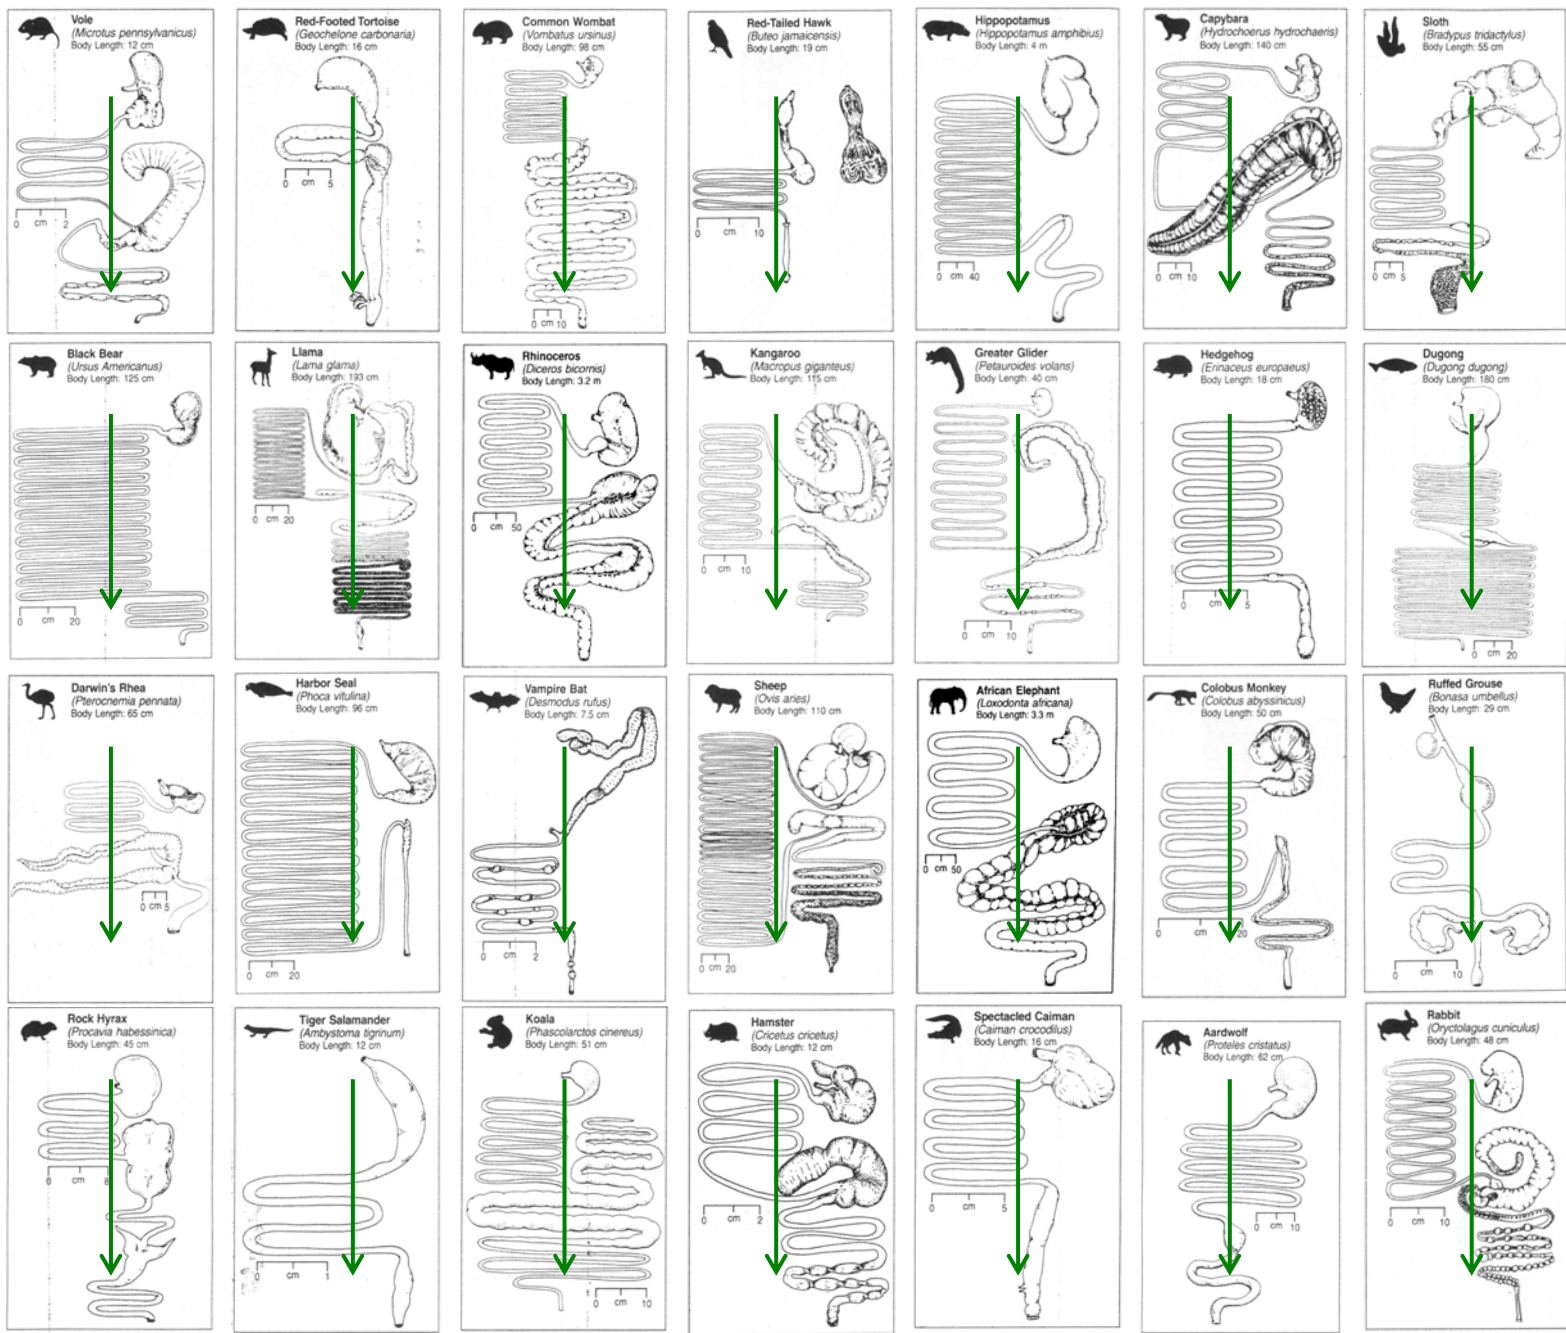 Vole
(Microtus pennsylvanicus)
Body Length: 12 cm
0 cm 2
Red-Footed Tortoise
(Geochelone carbonaria)
Body Length: 16 cm
0 cm 5
Common Wombat
(Vombatus ursinus)
Body Length: 98 cm
0 cm 10
Red-Tailed Hawk
(Buteo jamaicensis)
Body Length: 19 cm
0 cm 10
Hippopotamus
(Hippopotamus amphibius)
Body Length: 4 m
0 cm 40
Capybara
(Hydrochoerus hydrochaeris)
Body Length: 140 cm
0 cm 10
Sloth
(Bradypus tridactylus)
Body Length: 55 cm
0 cm 5
Black Bear
(Ursus Americanus)
Body Length: 125 cm
0 cm 20
Llama
(Lama glama)
Body Length: 193 cm
0 cm 20
Rhinoceros
(Diceros bicornis)
Body Length: 3.2 m
0 cm 50
Kangaroo
(Macropus giganteus)
Body Length: 115 cm
0 cm 10
Greater Glider
(Petauroides volans)
Body Length: 40 cm
0 cm 10
Hedgehog
(Erinaceus europaeus)
Body Length: 18 cm
0 cm 5
Dugong
(Dugong dugong)
Body Length: 180 cm
0 cm 20
Darwin's Rhea
(Pterocnemia pennata)
Body Length: 65 cm
0 cm 5
Harbor Seal
(Phoca vitulina)
Body Length: 96 cm
0 cm 20
Vampire Bat
(Desmodus rufus)
Body Length: 7.5 cm
0 cm 2
Sheep
(Ovis aries)
Body Length: 110 cm
0 cm 20
African Elephant
(Loxodonta africana)
Body Length: 3.3 m
0 cm 50
Colobus Monkey
(Colobus abyssinicus)
Body Length: 50 cm
0 cm 20
Ruffed Grouse
(Bonasa umbellus)
Body Length: 29 cm
0 cm 10
Rock Hyrax
(Procavia habessinica)
Body Length: 45 cm
0 cm 8
Tiger Salamander
(Ambystoma tigrinum)
Body Length: 12 cm
0 cm 1
Koala
(Phascolarctos cinereus)
Body Length: 51 cm
0 cm 10
Hamster
(Cricetus cricetus)
Body Length: 12 cm
0 cm 2
Spectacled Caiman
(Caiman crocodilus)
Body Length: 16 cm
0 cm 5
Aardwolf
(Proteles cristatus)
Body Length: 62 cm
0 cm 10
Rabbit
(Oryctolagus cuniculus)
Body Length: 48 cm
0 cm 10